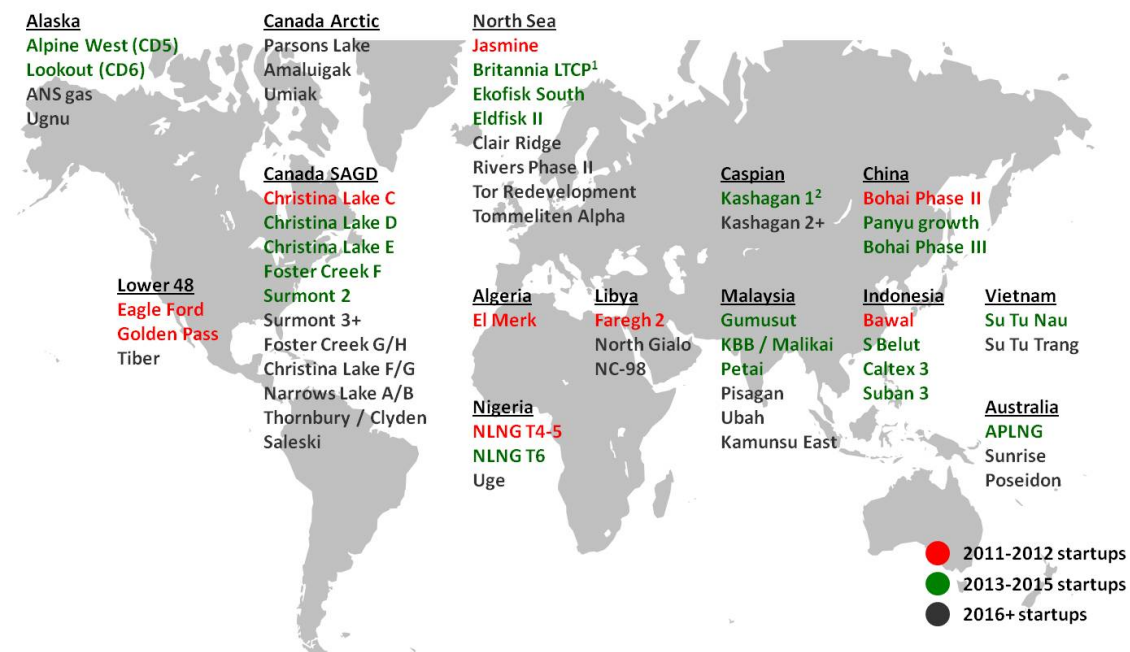 Alaska
Alpine West (CD5)
Lookout (CD6)
ANS gas
Ugnu
Canada Arctic
Parsons Lake
Amaluigak
Umiak
North Sea
Jasmine
Britannia LTCP¹
Ekofisk South
Eldfisk II
Clair Ridge
Rivers Phase II
Tor Redevelopment
Tommeliten Alpha
Canada SAGD
Christina Lake C
Christina Lake D
Christina Lake E
Foster Creek F
Surmont 2
Surmont 3+
Foster Creek G/H
Christina Lake F/G
Narrows Lake A/B
Thornbury / Clyden
Saleski
Caspian
Kashagan 1²
Kashagan 2+
China
Bohai Phase II
Panyu growth
Bohai Phase III
Lower 48
Eagle Ford
Golden Pass
Tiber
Algeria
El Merk
Libya
Faregh 2
North Gialo
NC-98
Malaysia
Gumusut
KBB / Malikai
Petai
Pisagan
Ubah
Kamunsu East
Indonesia
Bawal
S Belut
Caltex 3
Suban 3
Vietnam
Su Tu Nau
Su Tu Trang
Nigeria
NLNG T4-5
NLNG T6
Uge
Australia
APLNG
Sunrise
Poseidon
2011-2012 startups
2013-2015 startups
2016+ startups